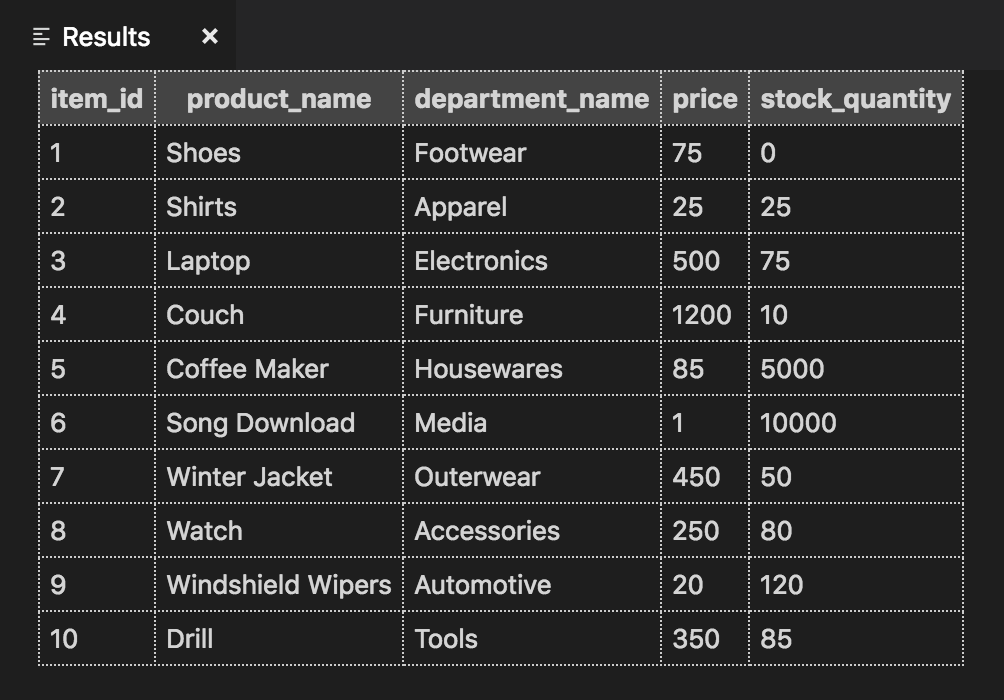 Results
item_id product_name department_name price stock_quantity
1 Shoes Footwear 75 0
2 Shirts Apparel 25 25
3 Laptop Electronics 500 75
4 Couch Furniture 1200 10
5 Coffee Maker Housewares 85 5000
6 Song Download Media 1 10000
7 Winter Jacket Outerwear 450 50
8 Watch Accessories 250 80
9 Windshield Wipers Automotive 20 120
10 Drill Tools 350 85